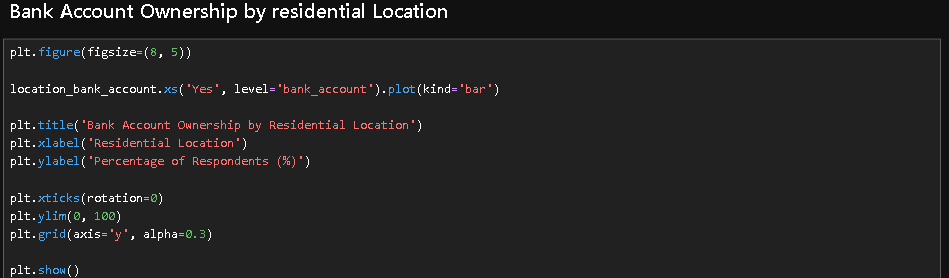 Bank Account Ownership by residential Location
plt.figure(figsize=(8, 5))
location_bank_account.xs('Yes', level='bank_account').plot(kind='bar')
plt.title('Bank Account Ownership by Residential Location')
plt.xlabel('Residential Location')
plt.ylabel('Percentage of Respondents (%)')
plt.xticks(rotation=0)
plt.ylim(0, 100)
plt.grid(axis='y', alpha=0.3)
plt.show()